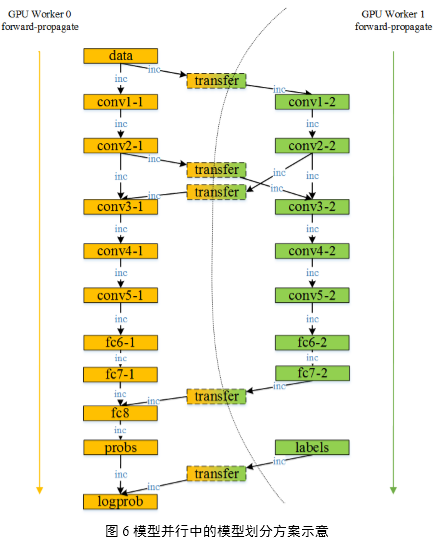 GPU Worker 0
forward-propagate
GPU Worker 1
forward-propagate
data
inc
inc
transfer
inc
conv1-1
conv1-2
inc
inc
conv2-1
conv2-2
inc
inc
transfer
inc
inc
inc
transfer
inc
conv3-1
conv3-2
inc
inc
conv4-1
conv4-2
inc
inc
conv5-1
conv5-2
inc
inc
fc6-1
fc6-2
inc
inc
fc7-1
fc7-2
inc
inc
transfer
inc
fc8
inc
probs
labels
inc
inc
transfer
inc
logprob
图 6 模型并行中的模型划分方案示意